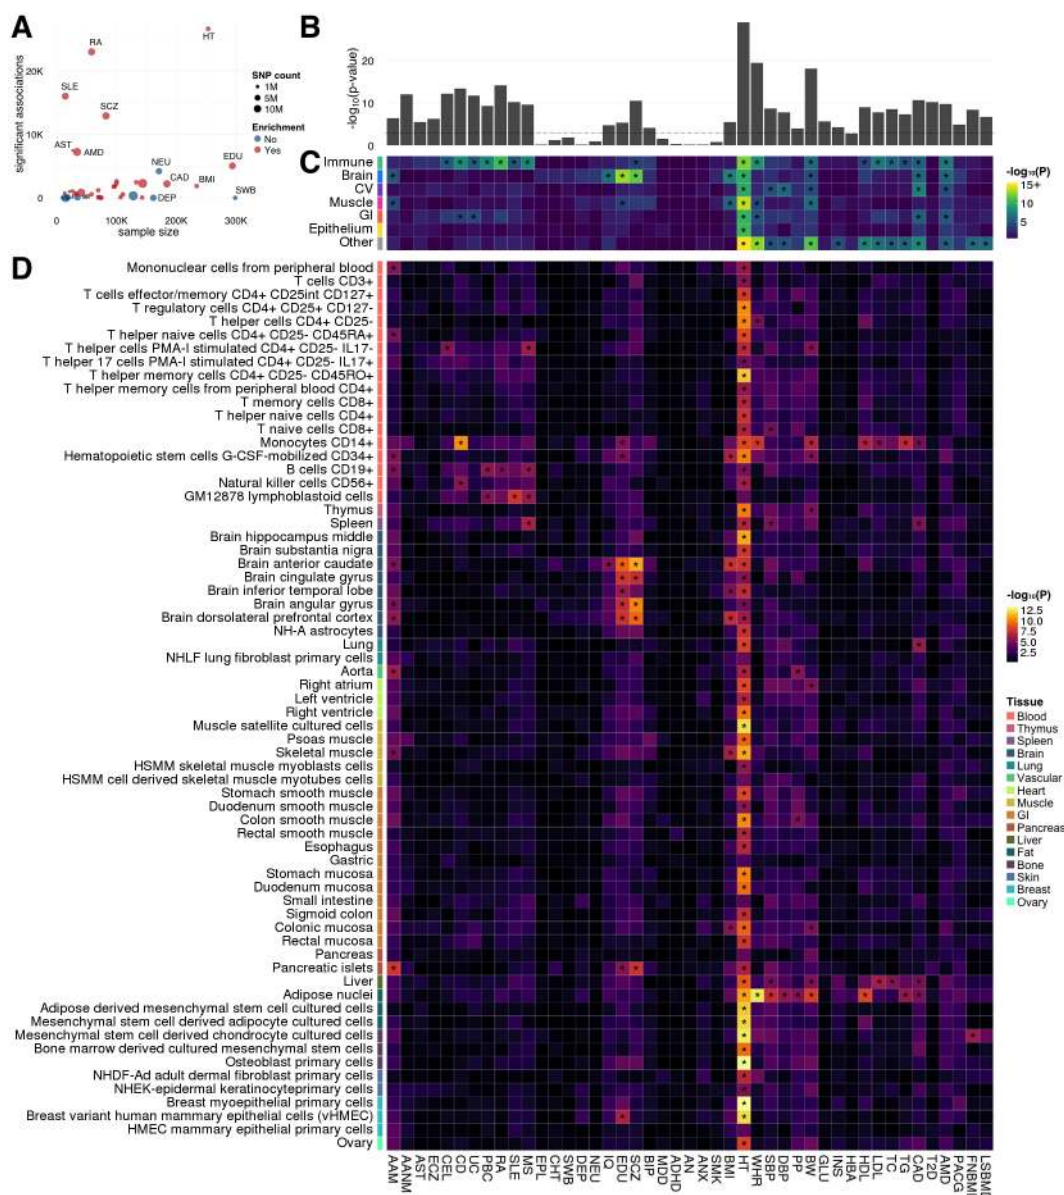 A
significant associations
20K
10K
0
RA
HT
SLE
SCZ
AST
AMD
NEU
EDU
CAD
BMI
DEP
SWB
0
100K
200K
300K
sample size
SNP count
1M
5M
10M
Enrichment
No
Yes
B
-log10(p-value)
20
10
0
C
Immune
Brain
CV
Muscle
GI
Epithelium
Other
-log10(P)
15+
10
5
D
Mononuclear cells from peripheral blood
T cells CD3+
T cells effector/memory CD4+ CD25int CD127+
T regulatory cells CD4+ CD25+ CD127-
T helper cells CD4+ CD25-
T helper naive cells CD4+ CD25- CD45RA+
T helper cells PMA-I stimulated CD4+ CD25- IL17-
T helper 17 cells PMA-I stimulated CD4+ CD25- IL17+
T helper memory cells CD4+ CD25- CD45RO+
T helper memory cells from peripheral blood CD4+
T memory cells CD8+
T helper naive cells CD4+
T naive cells CD8+
Monocytes CD14+
Hematopoietic stem cells G-CSF-mobilized CD34+
B cells CD19+
Natural killer cells CD56+
GM12878 lymphoblastoid cells
Thymus
Spleen
Brain hippocampus middle
Brain substantia nigra
Brain anterior caudate
Brain cingulate gyrus
Brain inferior temporal lobe
Brain angular gyrus
Brain dorsolateral prefrontal cortex
NH-A astrocytes
Lung
NHLF lung fibroblast primary cells
Aorta
Right atrium
Left ventricle
Right ventricle
Muscle satellite cultured cells
Psoas muscle
Skeletal muscle
HSMM skeletal muscle myoblasts cells
HSMM cell derived skeletal muscle myotubes cells
Stomach smooth muscle
Duodenum smooth muscle
Colon smooth muscle
Rectal smooth muscle
Esophagus
Gastric
Stomach mucosa
Duodenum mucosa
Small intestine
Sigmoid colon
Colonic mucosa
Rectal mucosa
Pancreas
Pancreatic islets
Liver
Adipose nuclei
Adipose derived mesenchymal stem cell cultured cells
Mesenchymal stem cell derived adipocyte cultured cells
Mesenchymal stem cell derived chondrocyte cultured cells
Bone marrow derived cultured mesenchymal stem cells
Osteoblast primary cells
NHDF-Ad adult dermal fibroblast primary cells
NHEK-epidermal keratinocyteprimary cells
Breast myoepithelial primary cells
Breast variant human mammary epithelial cells (vHMEC)
HMEC mammary epithelial primary cells
Ovary
AAM
AANM
AST
ECZ
CEL
CD
UC
PBC
RA
SLE
MS
EPL
CHT
SWB
DEP
NEU
IQ
EDU
SCZ
BIP
MDD
ADHD
AN
ANX
SMK
BMI
HT
WHR
SBP
DBP
PP
BW
GLU
INS
HBA
HDL
LDL
TC
TG
CAD
T2D
AMD
PACG
FNBMD
LSBMD
-log10(P)
12.5
10.0
7.5
5.0
2.5
Tissue
Blood
Thymus
Spleen
Brain
Lung
Vascular
Heart
Muscle
GI
Pancreas
Liver
Fat
Bone
Skin
Breast
Ovary